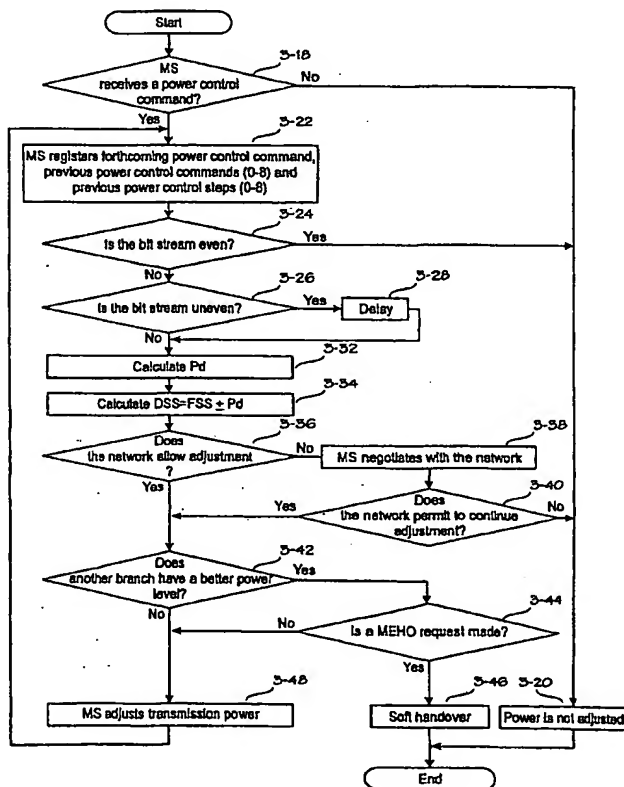 Start
3-18
MS
receives a power control
command?
No
Yes
3-22
MS registers forthcoming power control command,
previous power control commands (0-8) and
previous power control steps (0-8)
3-24
Is the bit stream even?
Yes
No
3-26
3-28
Is the bit stream uneven?
Yes
Delay
No
3-32
Calculate Pd
3-34
Calculate DSS=FSS ± Pd
3-36
3-38
Does
the network allow adjustment
?
No
MS negotiates with the network
Yes
3-40
Does
the network permit to continue
adjustment?
Yes
No
3-42
Does
another branch have a better power
level?
Yes
3-44
No
Is a MEHO request made?
No
Yes
3-48
3-46
3-20
MS adjusts transmission power
Soft handover
Power is not adjusted
End